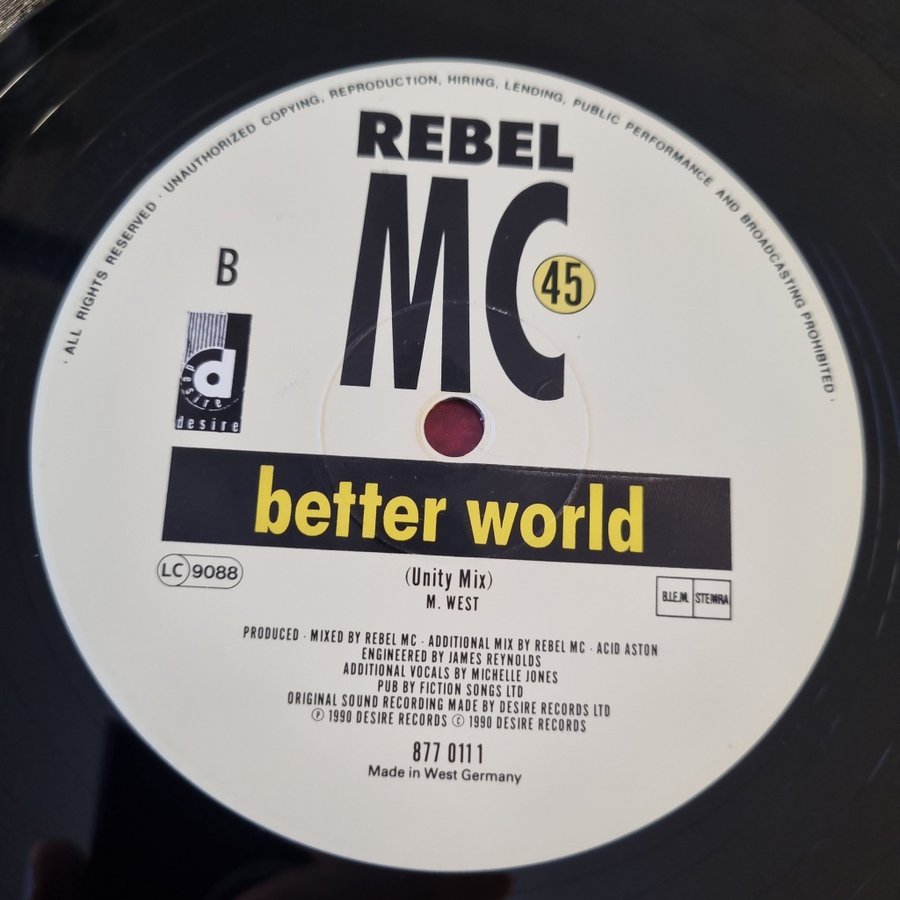 · ALL RIGHTS RESERVED · UNAUTHORIZED COPYING, REPRODUCTION, HIRING, LENDING, PUBLIC PERFORMANCE AND BROADCASTING PROHIBITED ·
REBEL
MC
45
B
d
desire
desire
better world
LC 9088
(Unity Mix)
M. WEST
B.I.E.M. STEMRA
PRODUCED · MIXED BY REBEL MC · ADDITIONAL MIX BY REBEL MC · ACID ASTON
ENGINEERED BY JAMES REYNOLDS
ADDITIONAL VOCALS BY MICHELLE JONES
PUB BY FICTION SONGS LTD
ORIGINAL SOUND RECORDING MADE BY DESIRE RECORDS LTD
℗ 1990 DESIRE RECORDS © 1990 DESIRE RECORDS
877 011 1
Made in West Germany